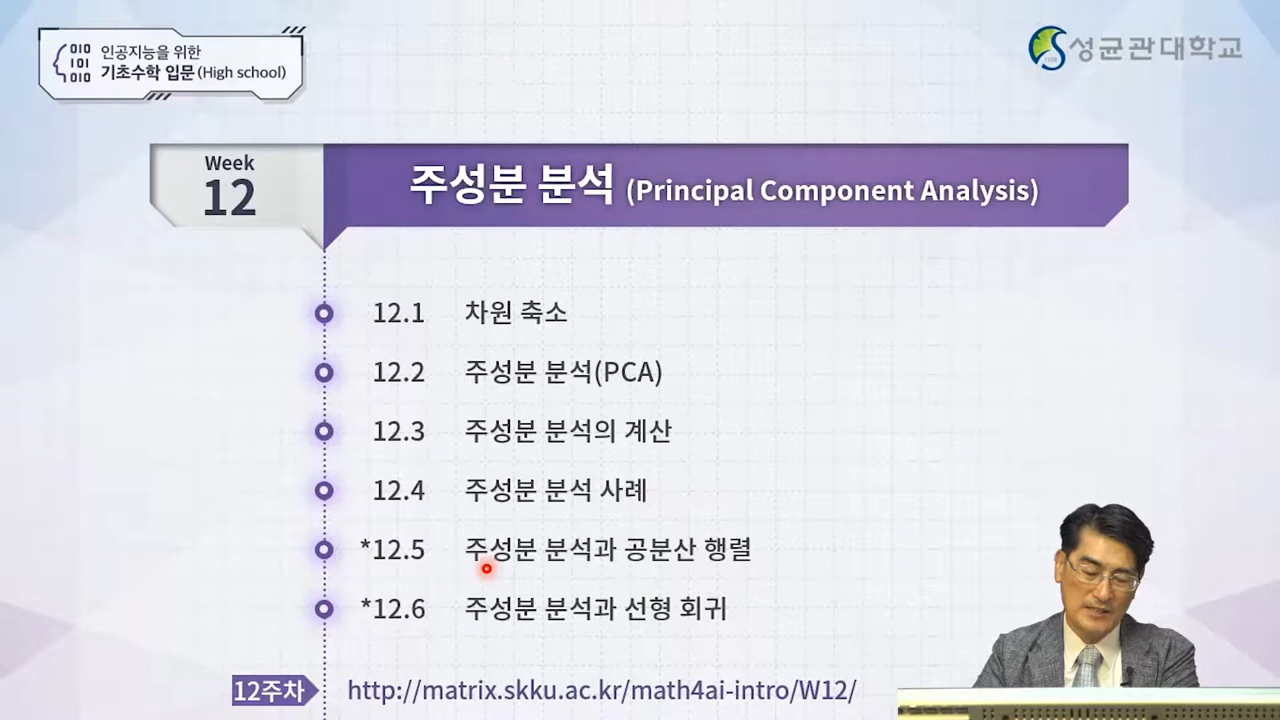 010
101
010
인공지능을 위한
기초수학 입문 (High school)
성균관대학교
Week
12
주성분 분석 (Principal Component Analysis)
12.1 차원 축소
12.2 주성분 분석(PCA)
12.3 주성분 분석의 계산
12.4 주성분 분석 사례
*12.5 주성분 분석과 공분산 행렬
*12.6 주성분 분석과 선형 회귀
12주차 http://matrix.skku.ac.kr/math4ai-intro/W12/